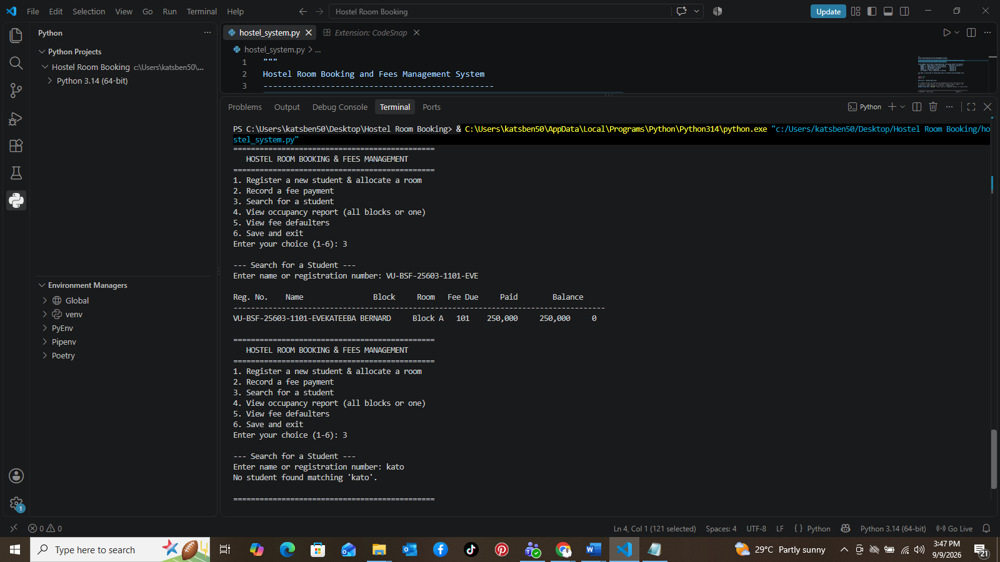 File Edit Selection View Go Run Terminal Help
Hostel Room Booking
Update
Python
Python Projects
Hostel Room Booking c:\Users\katsben50\...
Python 3.14 (64-bit)
Environment Managers
Global
venv
PyEnv
Pipenv
Poetry
1
hostel_system.py
Extension: CodeSnap
hostel_system.py > ...
1 """
2 Hostel Room Booking and Fees Management System
3 -----------------------------------------------
Problems Output Debug Console Terminal Ports
Python
PS C:\Users\katsben50\Desktop\Hostel Room Booking> & C:\Users\katsben50\AppData\Local\Programs\Python\Python314\python.exe "c:/Users/katsben50/Desktop/Hostel Room Booking/ho
stel_system.py"
==============================================
HOSTEL ROOM BOOKING & FEES MANAGEMENT
==============================================
1. Register a new student & allocate a room
2. Record a fee payment
3. Search for a student
4. View occupancy report (all blocks or one)
5. View fee defaulters
6. Save and exit
Enter your choice (1-6): 3
--- Search for a Student ---
Enter name or registration number: VU-BSF-25603-1101-EVE
Reg. No. Name Block Room Fee Due Paid Balance
-------------------------------------------------------------------------------------
VU-BSF-25603-1101-EVEKATEEBA BERNARD Block A 101 250,000 250,000 0
==============================================
HOSTEL ROOM BOOKING & FEES MANAGEMENT
==============================================
1. Register a new student & allocate a room
2. Record a fee payment
3. Search for a student
4. View occupancy report (all blocks or one)
5. View fee defaulters
6. Save and exit
Enter your choice (1-6): 3
--- Search for a Student ---
Enter name or registration number: kato
No student found matching 'kato'.
==============================================
0 0
Ln 4, Col 1 (121 selected) Spaces: 4 UTF-8 LF { } Python Python 3.14 (64-bit) Go Live
Type here to search
29°C Partly sunny
3:47 PM
9/9/2026
21